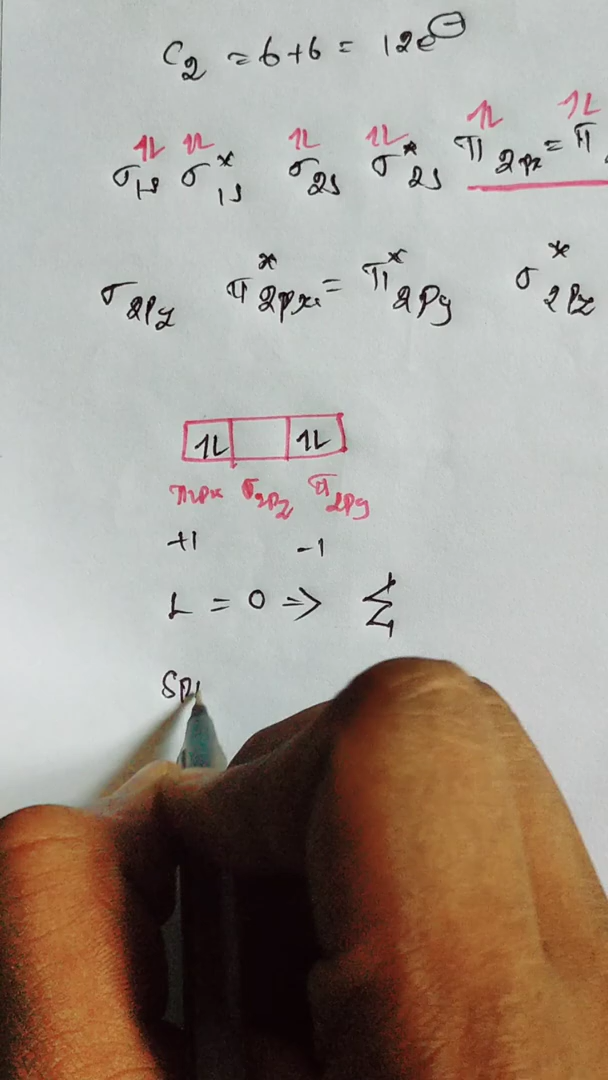 C₂ = 6+6 = 12e⊖
1L 1L 1L 1L 1L 1L
σ1s σ*1s σ2s σ*2s π2px = π
σ2pz π*2px = π*2py σ*2pz
1L 1L
π2px σ2pz π2py
+1 -1
L = 0 ⇒ Σ
Spi